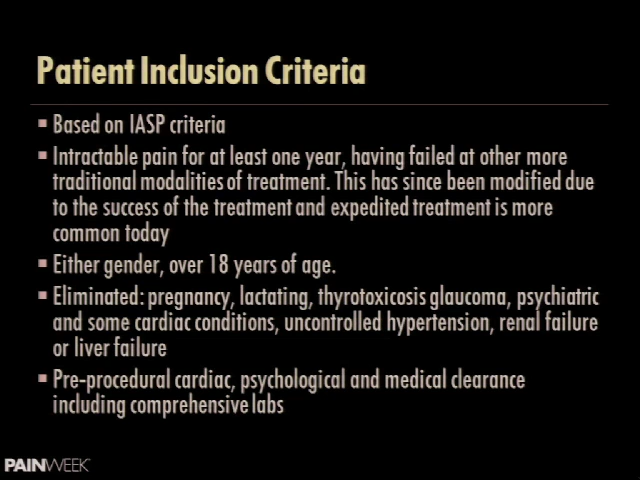 Patient Inclusion Criteria
▪ Based on IASP criteria
▪ Intractable pain for at least one year, having failed at other more
traditional modalities of treatment. This has since been modified due
to the success of the treatment and expedited treatment is more
common today
▪ Either gender, over 18 years of age.
▪ Eliminated: pregnancy, lactating, thyrotoxicosis glaucoma, psychiatric
and some cardiac conditions, uncontrolled hypertension, renal failure
or liver failure
▪ Pre-procedural cardiac, psychological and medical clearance
including comprehensive labs
PAINWEEK